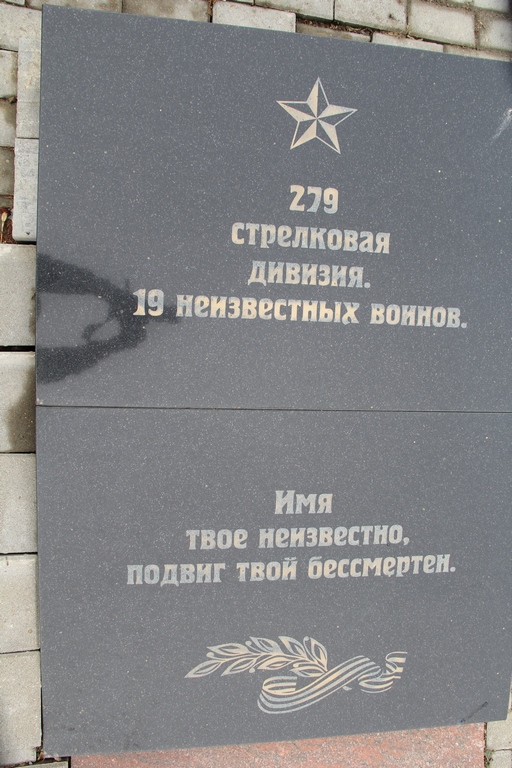 279
стрелковая
дивизия.
19 неизвестных воинов.
Имя
твое неизвестно,
подвиг твой бессмертен.